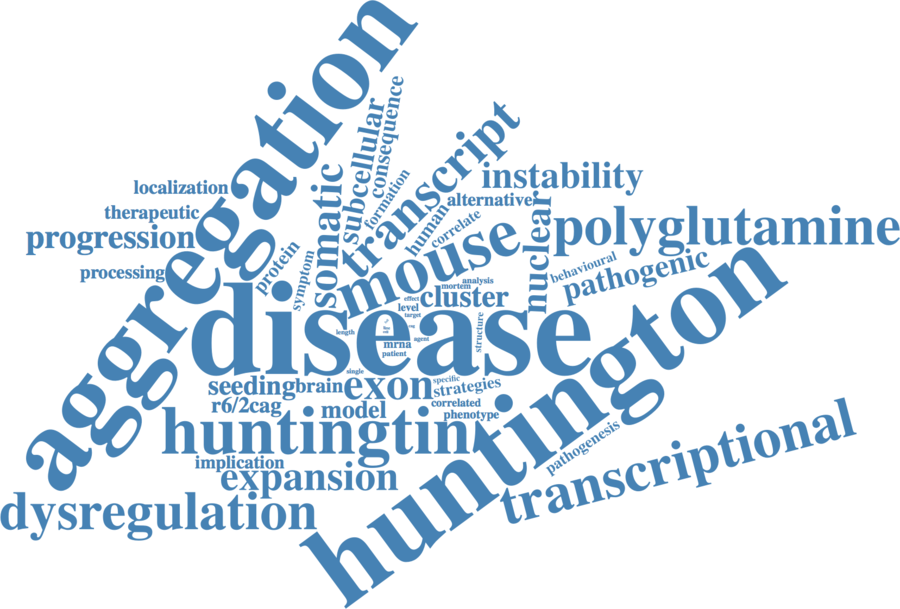 aggregation
localization
therapeutic
progression
processing
protein
symptom
somatic
subcellular
consequence
formation
transcript
human
correlate
alternative
instability
nuclear
polyglutamine
behavioural
pathogenic
mouse
mortem
analysis
cluster
effect
level
target
length
mrna
agent
patient
structure
disease
single
seeding
brain
exon
specific
strategies
r6/2cag
model
correlated
phenotype
huntingtin
huntington
implication
expansion
pathogenesis
transcriptional
dysregulation